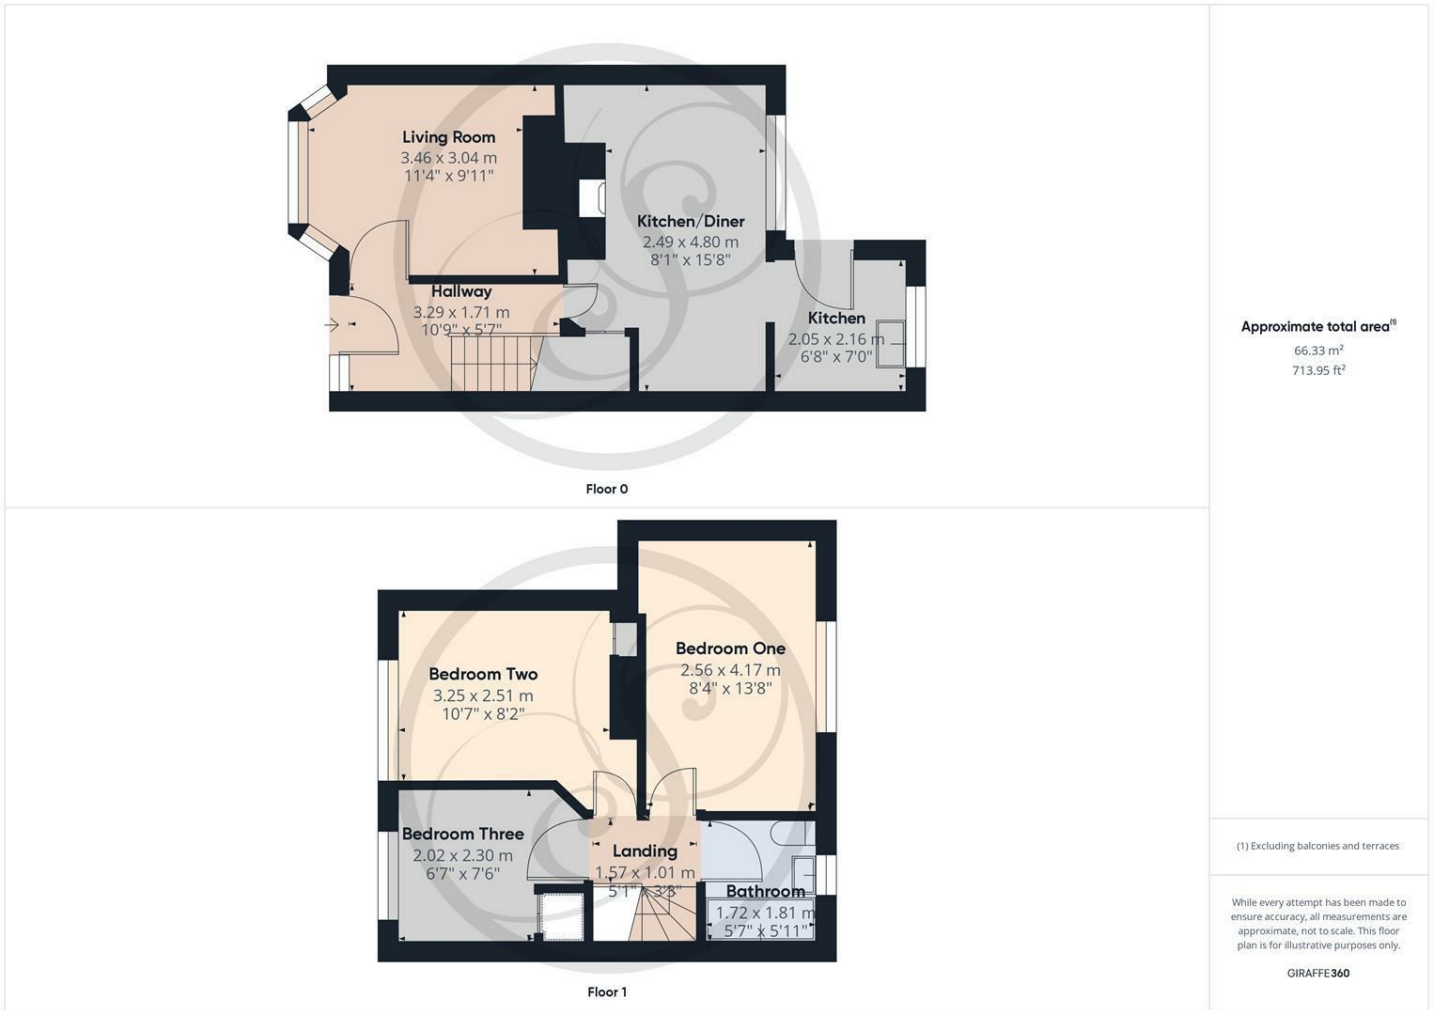 Living Room
3.46 x 3.04 m
11'4" x 9'11"
Kitchen/Diner
2.49 x 4.80 m
8'1" x 15'8"
Hallway
3.29 x 1.71 m
10'9" x 5'7"
Kitchen
2.05 x 2.16 m
6'8" x 7'0"
Floor 0
Bedroom One
2.56 x 4.17 m
8'4" x 13'8"
Bedroom Two
3.25 x 2.51 m
10'7" x 8'2"
Bedroom Three
2.02 x 2.30 m
6'7" x 7'6"
Landing
1.57 x 1.01 m
5'1" x 3'3"
Bathroom
1.72 x 1.81 m
5'7" x 5'11"
Floor 1
Approximate total area(1)
66.33 m²
713.95 ft²
(1) Excluding balconies and terraces
While every attempt has been made to
ensure accuracy, all measurements are
approximate, not to scale. This floor
plan is for illustrative purposes only.
GIRAFFE360